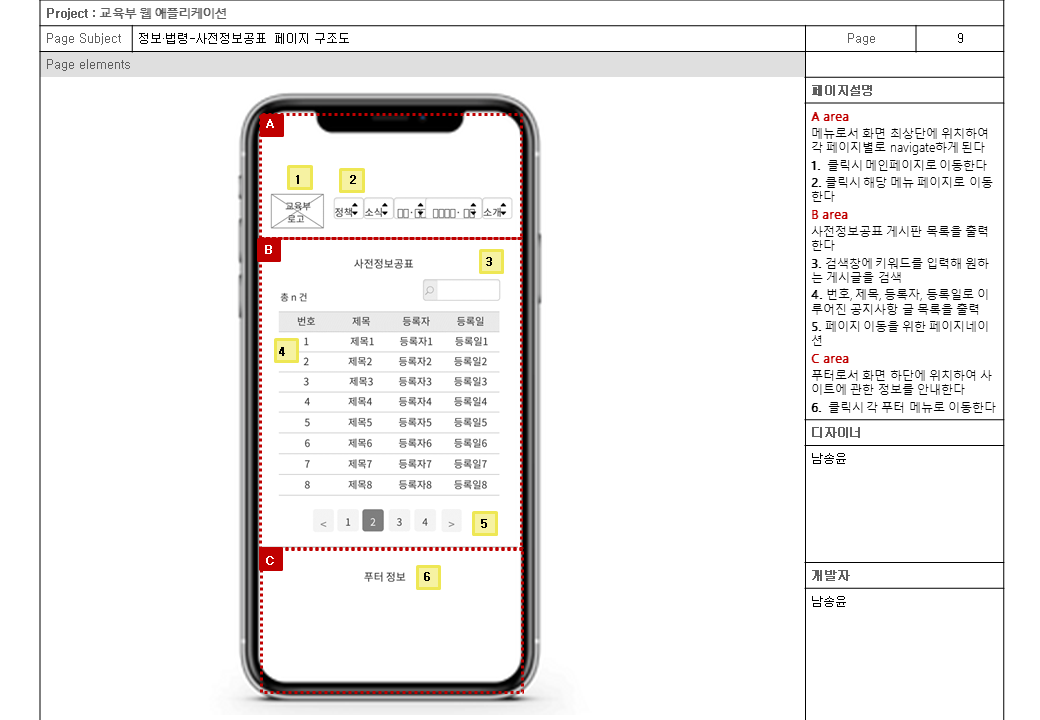 Project : 교육부 웹 애플리케이션
Page Subject 정보·법령-사전정보공표 페이지 구조도 Page 9
Page elements
A
1
2
교육부
로고
정책 소식 · · 소개
B
사전정보공표
3
총 n 건
번호 제목 등록자 등록일
4
1 제목1 등록자1 등록일1
2 제목2 등록자2 등록일2
3 제목3 등록자3 등록일3
4 제목4 등록자4 등록일4
5 제목5 등록자5 등록일5
6 제목6 등록자6 등록일6
7 제목7 등록자7 등록일7
8 제목8 등록자8 등록일8
< 1 2 3 4 >
5
C
푸터 정보
6
페이지설명
A area
메뉴로서 화면 최상단에 위치하여
각 페이지별로 navigate하게 된다
1. 클릭시 메인페이지로 이동한다
2. 클릭시 해당 메뉴 페이지로 이동
한다
B area
사전정보공표 게시판 목록을 출력
한다
3. 검색창에 키워드를 입력해 원하
는 게시글을 검색
4. 번호, 제목, 등록자, 등록일로 이
루어진 공지사항 글 목록을 출력
5. 페이지 이동을 위한 페이지네이
션
C area
푸터로서 화면 하단에 위치하여 사
이트에 관한 정보를 안내한다
6. 클릭시 각 푸터 메뉴로 이동한다
디자이너
남송윤
개발자
남송윤